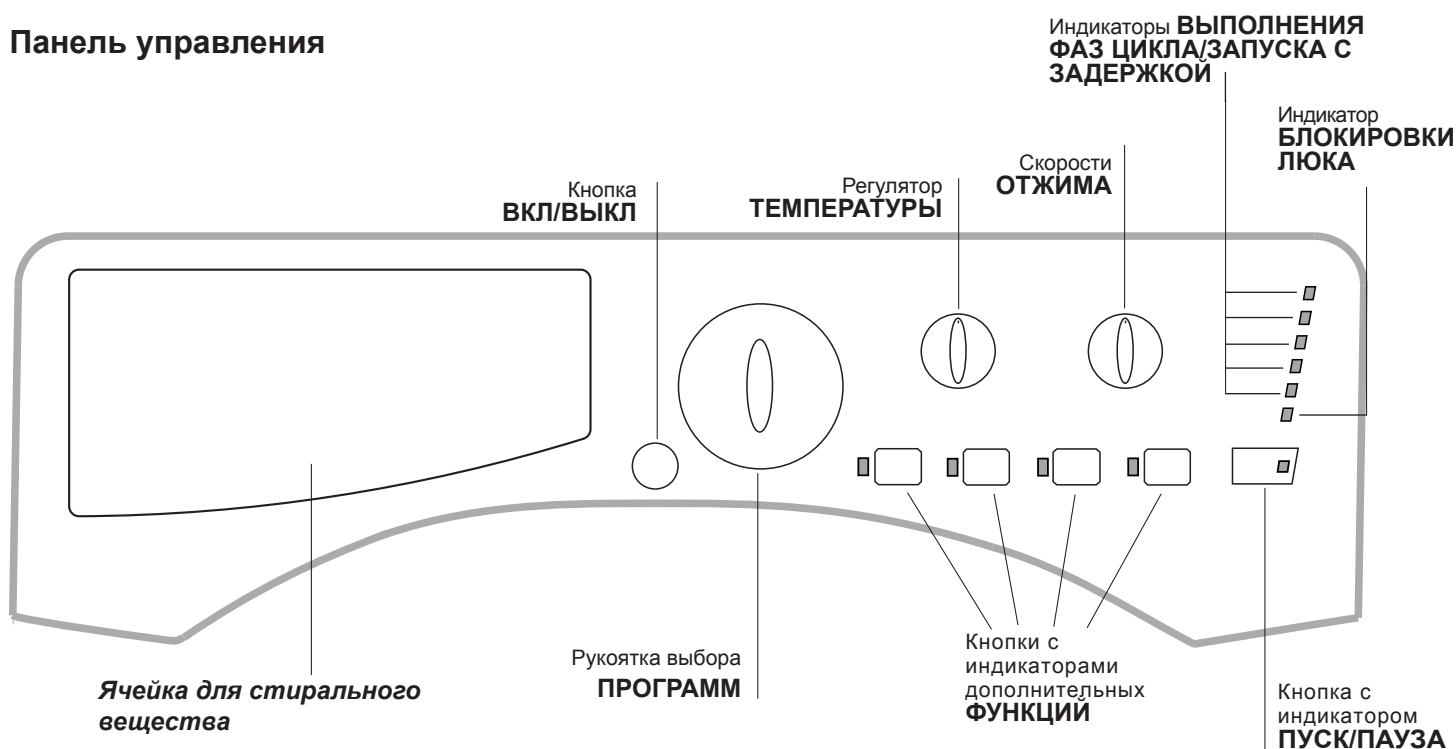 Панель управления
Индикаторы ВЫПОЛНЕНИЯ
ФАЗ ЦИКЛА/ЗАПУСКА С
ЗАДЕРЖКОЙ
Индикатор
БЛОКИРОВКИ
ЛЮКА
Скорости
ОТЖИМА
Регулятор
ТЕМПЕРАТУРЫ
Кнопка
ВКЛ/ВЫКЛ
Ячейка для стирального
вещества
Рукоятка выбора
ПРОГРАММ
Кнопки с
индикаторами
дополнительных
ФУНКЦИЙ
Кнопка с
индикатором
ПУСК/ПАУЗА